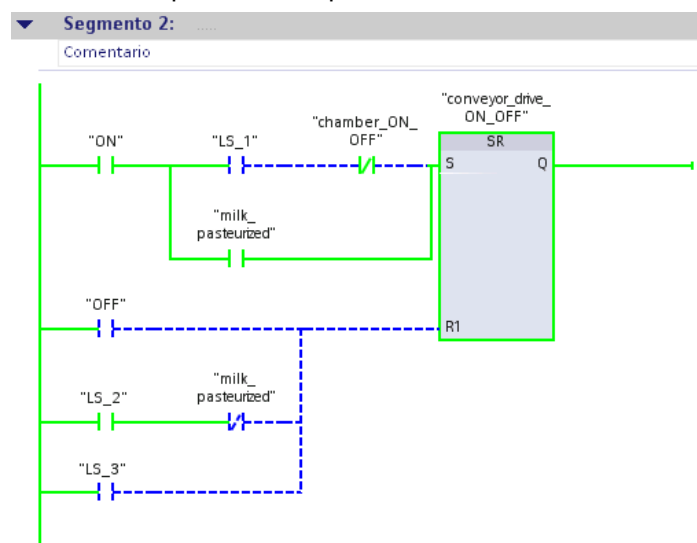 Segmento 2: .....
Comentario
"conveyor_drive_
ON_OFF"
"ON"
"LS_1"
"chamber_ON_
OFF"
SR
S
Q
"milk_
pasteurized"
"OFF"
R1
"LS_2"
"milk_
pasteurized"
"LS_3"